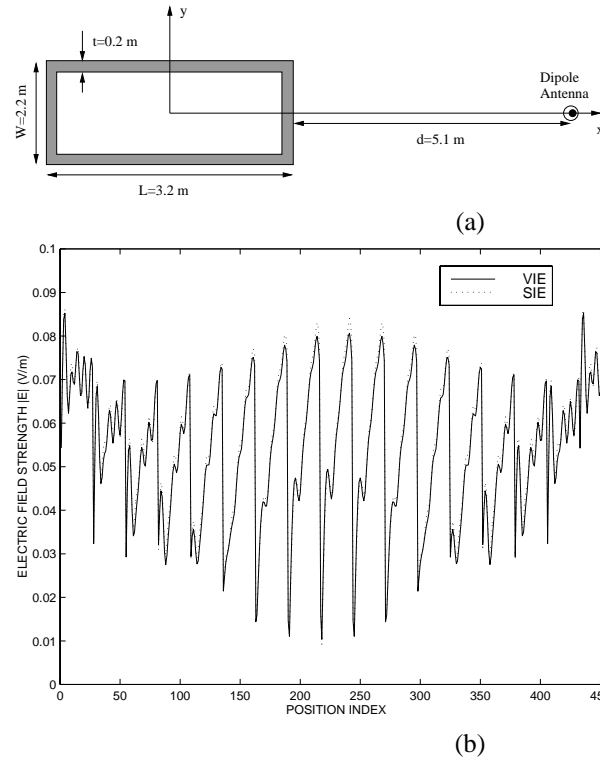 y
t=0.2 m
Dipole
Antenna
W=2.2 m
x
d=5.1 m
L=3.2 m
(a)
0.1
0.09
0.08
0.07
0.06
0.05
0.04
0.03
0.02
0.01
0
ELECTRIC FIELD STRENGTH |E| (V/m)
VIE
SIE
0 50 100 150 200 250 300 350 400 450
POSITION INDEX
(b)